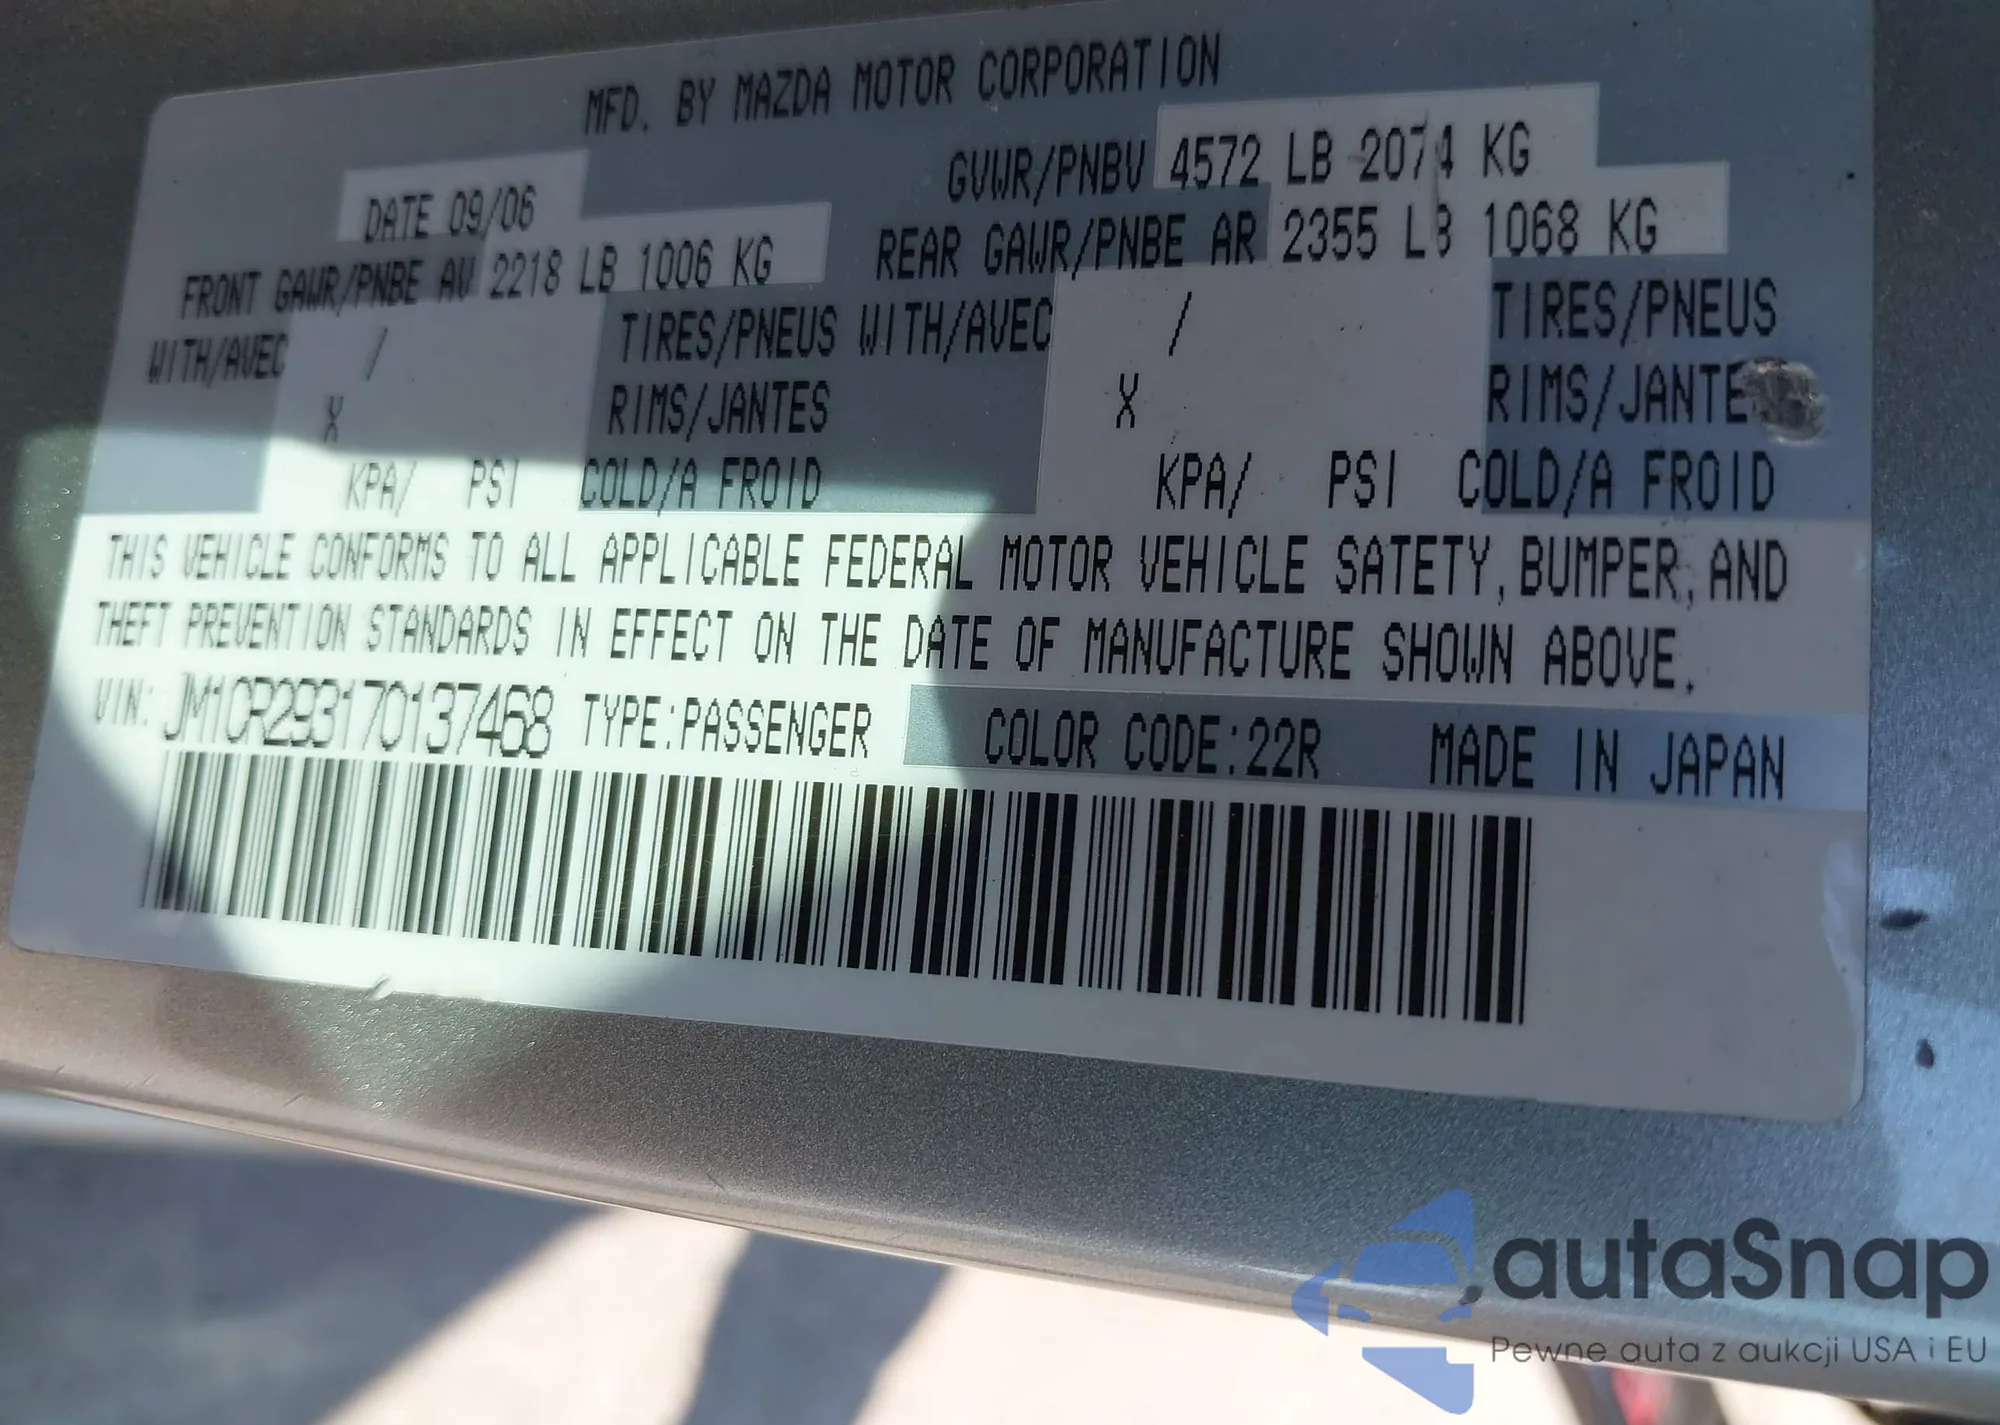 MFD. BY MAZDA MOTOR CORPORATION
DATE 09/06 GVWR/PNBV 4572 LB 2074 KG
FRONT GAWR/PNBE AV 2218 LB 1006 KG REAR GAWR/PNBE AR 2355 LB 1068 KG
WITH/AVEC / TIRES/PNEUS WITH/AVEC / TIRES/PNEUS
X RIMS/JANTES X RIMS/JANTE
KPA/ PSI COLD/A FROID KPA/ PSI COLD/A FROID
THIS VEHICLE CONFORMS TO ALL APPLICABLE FEDERAL MOTOR VEHICLE SATETY, BUMPER, AND
THEFT PREVENTION STANDARDS IN EFFECT ON THE DATE OF MANUFACTURE SHOWN ABOVE.
VIN: JM1CR293170137468 TYPE:PASSENGER COLOR CODE:22R MADE IN JAPAN
autaSnap
Pewne auta z aukcji USA i EU